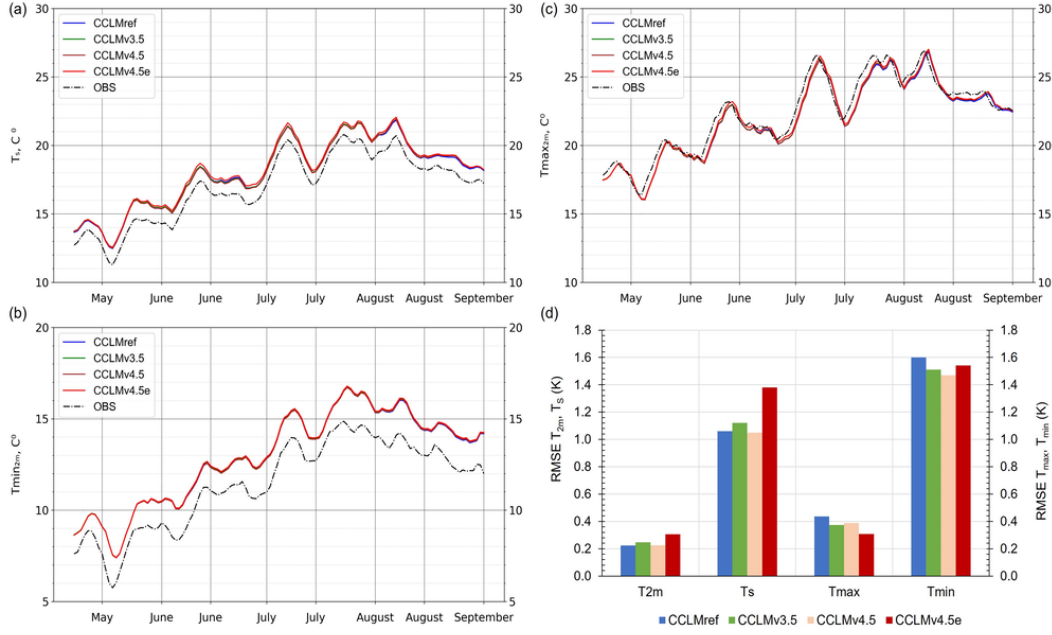 (a)
30
25
20
15
10
30
25
20
15
10
Ts, C °
CCLMref
CCLMv3.5
CCLMv4.5
CCLMv4.5e
OBS
May June June July July August August September
(c)
30
25
20
15
10
30
25
20
15
10
Tmax2m, C°
CCLMref
CCLMv3.5
CCLMv4.5
CCLMv4.5e
OBS
May June June July July August August September
(b)
20
15
10
5
20
15
10
5
Tmin2m, C°
CCLMref
CCLMv3.5
CCLMv4.5
CCLMv4.5e
OBS
May June June July July August August September
(d)
1.8
1.6
1.4
1.2
1.0
0.8
0.6
0.4
0.2
0.0
1.8
1.6
1.4
1.2
1.0
0.8
0.6
0.4
0.2
0.0
RMSE T2m, TS (K)
RMSE Tmax, Tmin (K)
T2m Ts Tmax Tmin
CCLMref CCLMv3.5 CCLMv4.5 CCLMv4.5e